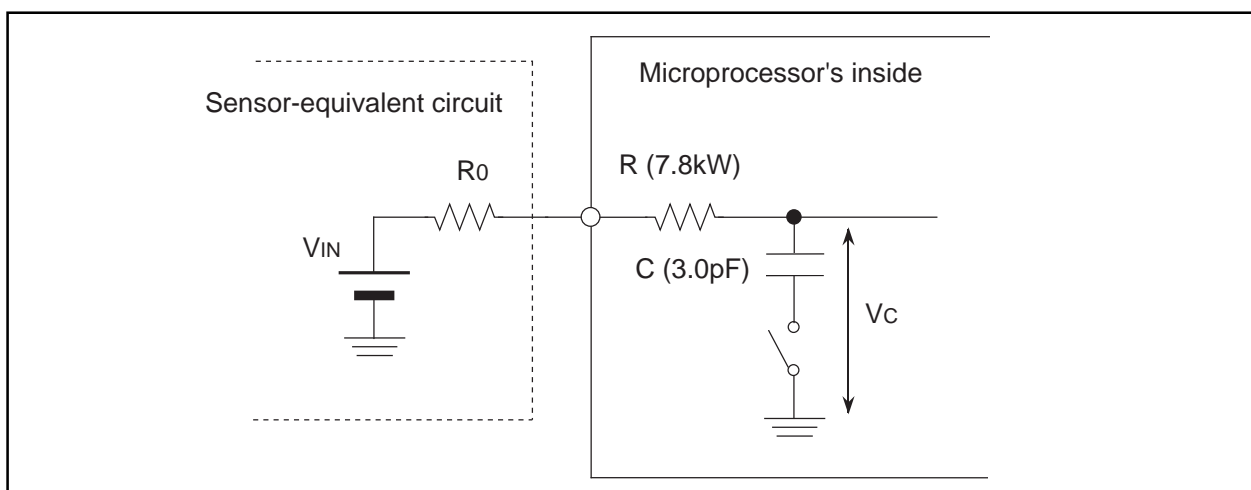 Microprocessor's inside
Sensor-equivalent circuit
R0
R (7.8kW)
VIN
C (3.0pF)
VC